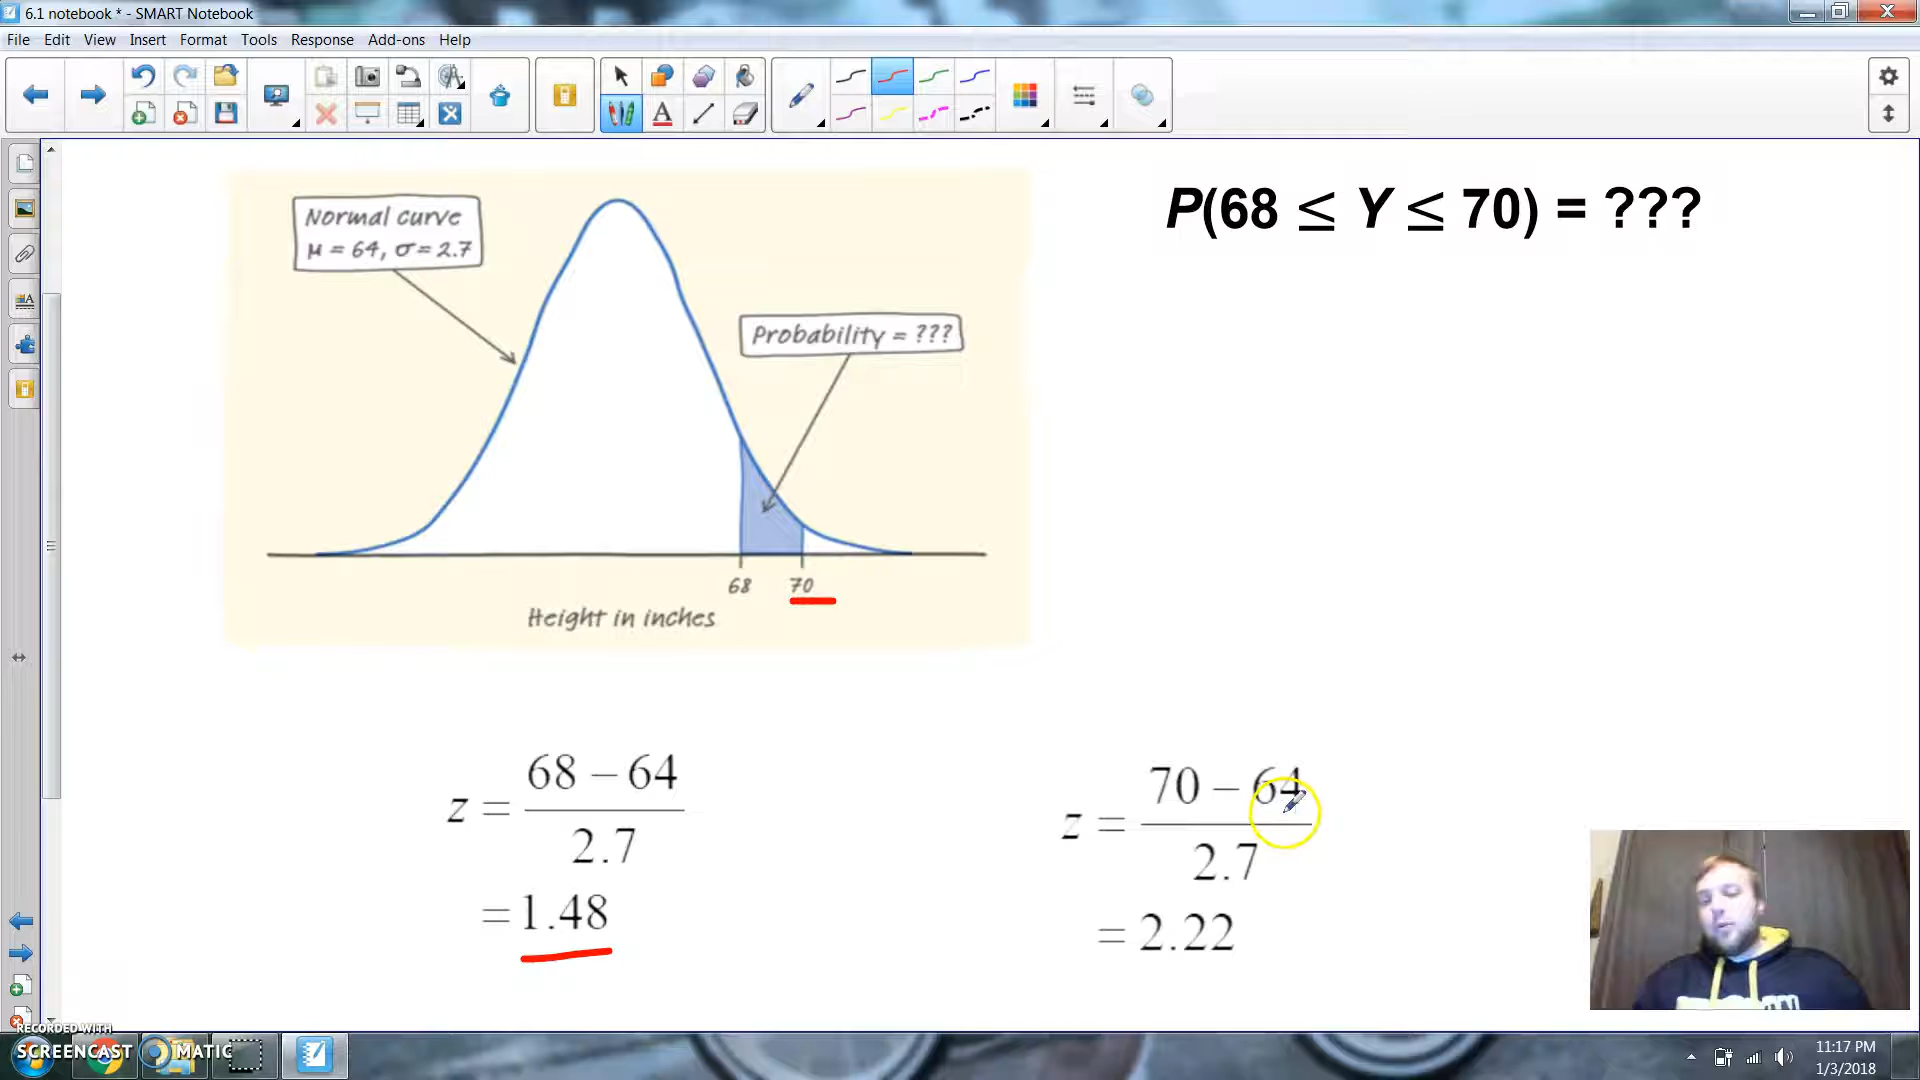 6.1 notebook * - SMART Notebook
File Edit View Insert Format Tools Response Add-ons Help
Normal curve
μ = 64, σ = 2.7
P(68 ≤ Y ≤ 70) = ???
Probability = ???
68 70
Height in inches
z = 68 − 64 / 2.7
= 1.48
z = 70 − 64 / 2.7
= 2.22
RECORDED WITH
SCREENCAST MATIC
11:17 PM
1/3/2018